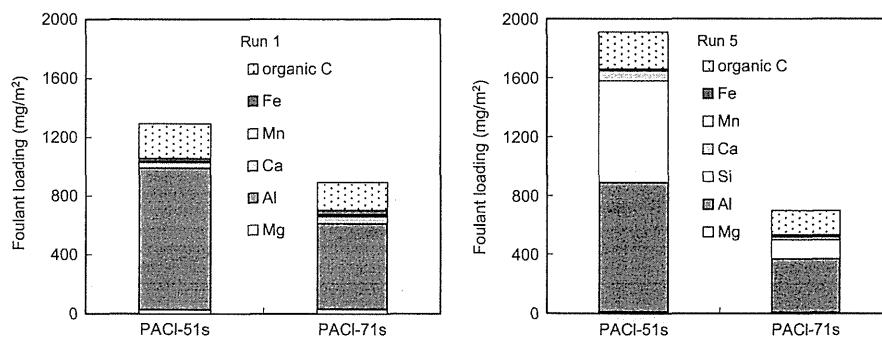 2000
1600
1200
800
400
0
Foulant loading (mg/m²)
Run 1
organic C
Fe
Mn
Ca
Al
Mg
PACl-51s
PACl-71s
2000
1600
1200
800
400
0
Foulant loading (mg/m²)
Run 5
organic C
Fe
Mn
Ca
Si
Al
Mg
PACl-51s
PACl-71s